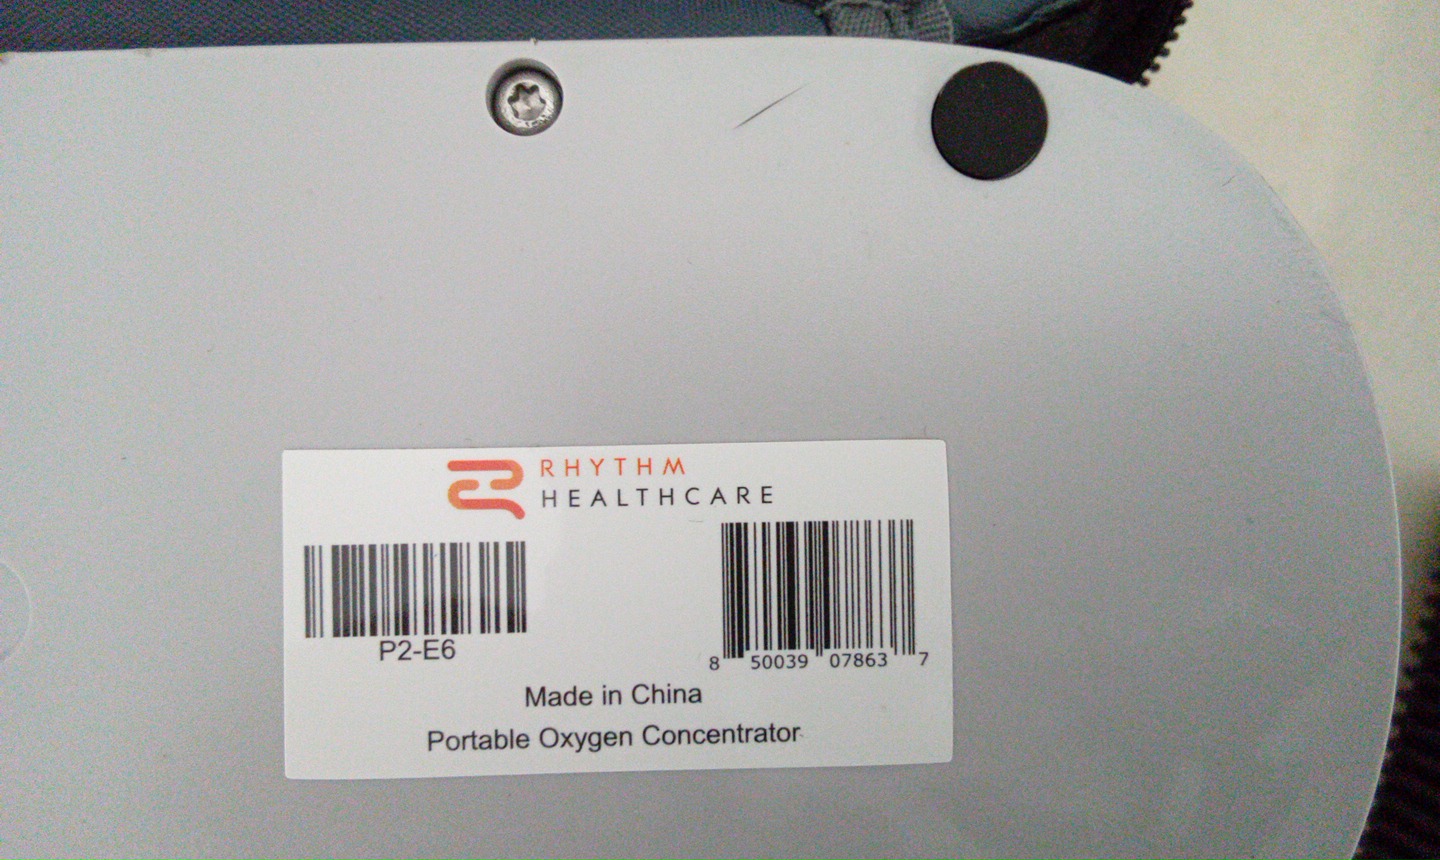 RHYTHM
HEALTHCARE
P2-E6
8 50039 07863 7
Made in China
Portable Oxygen Concentrator